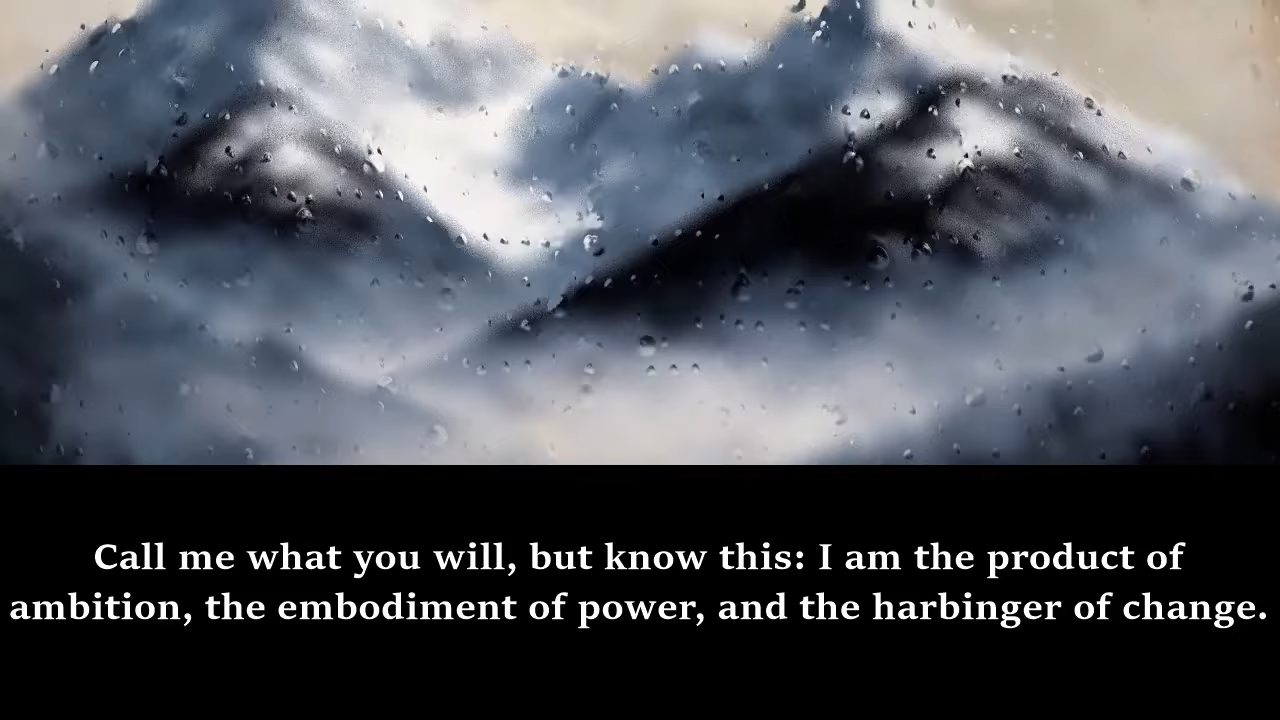 Call me what you will, but know this: I am the product of
ambition, the embodiment of power, and the harbinger of change.